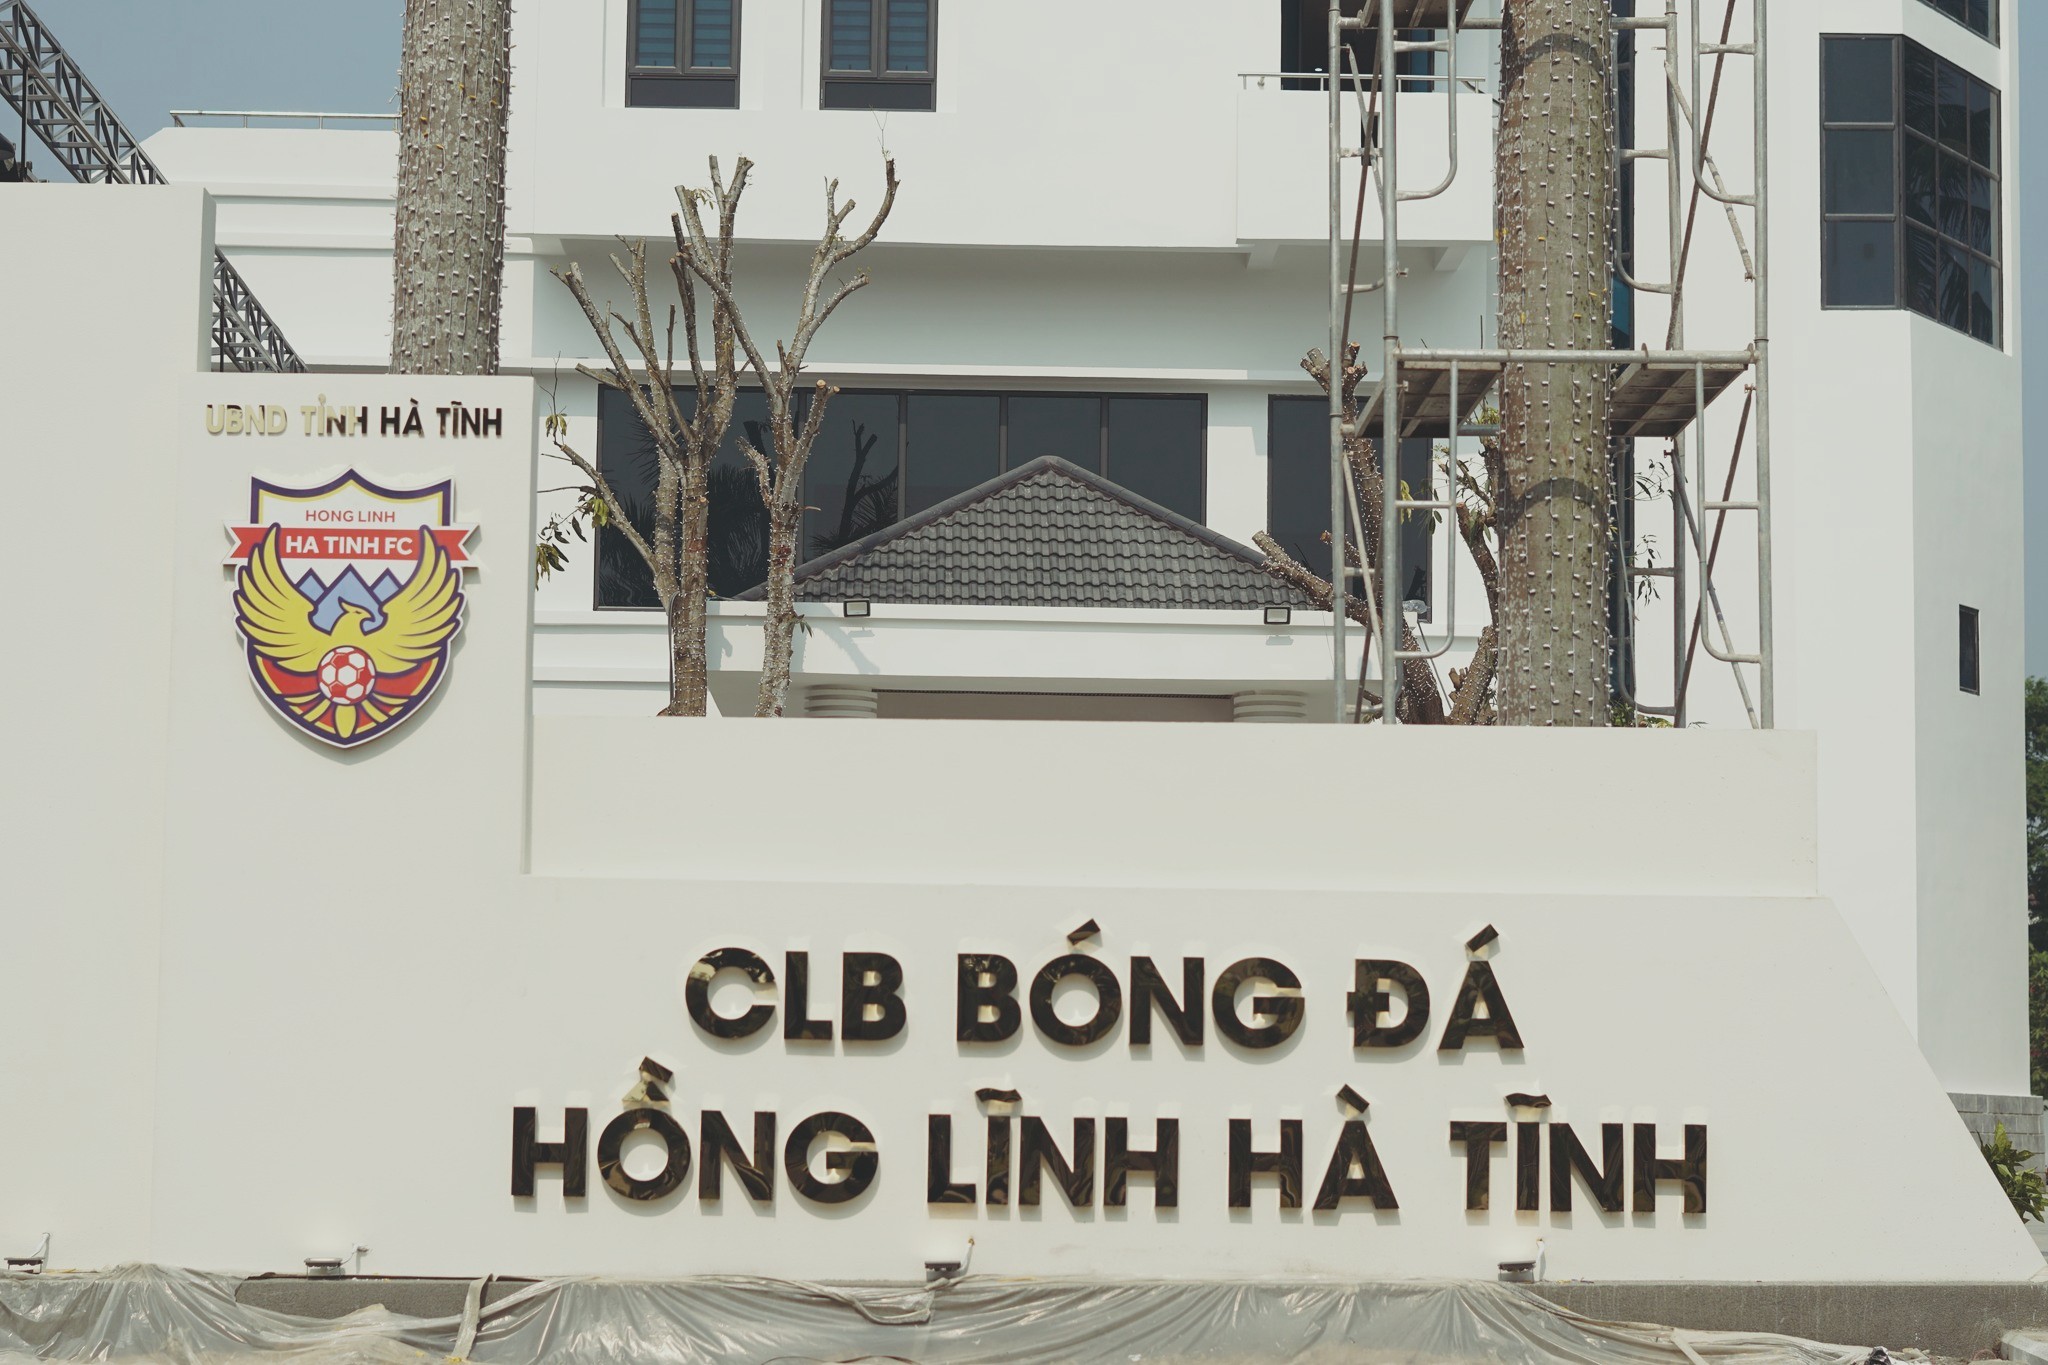 UBND TỈNH HÀ TĨNH
HONG LINH
HA TINH FC
CLB BÓNG ĐÁ
HỒNG LĨNH HÀ TĨNH